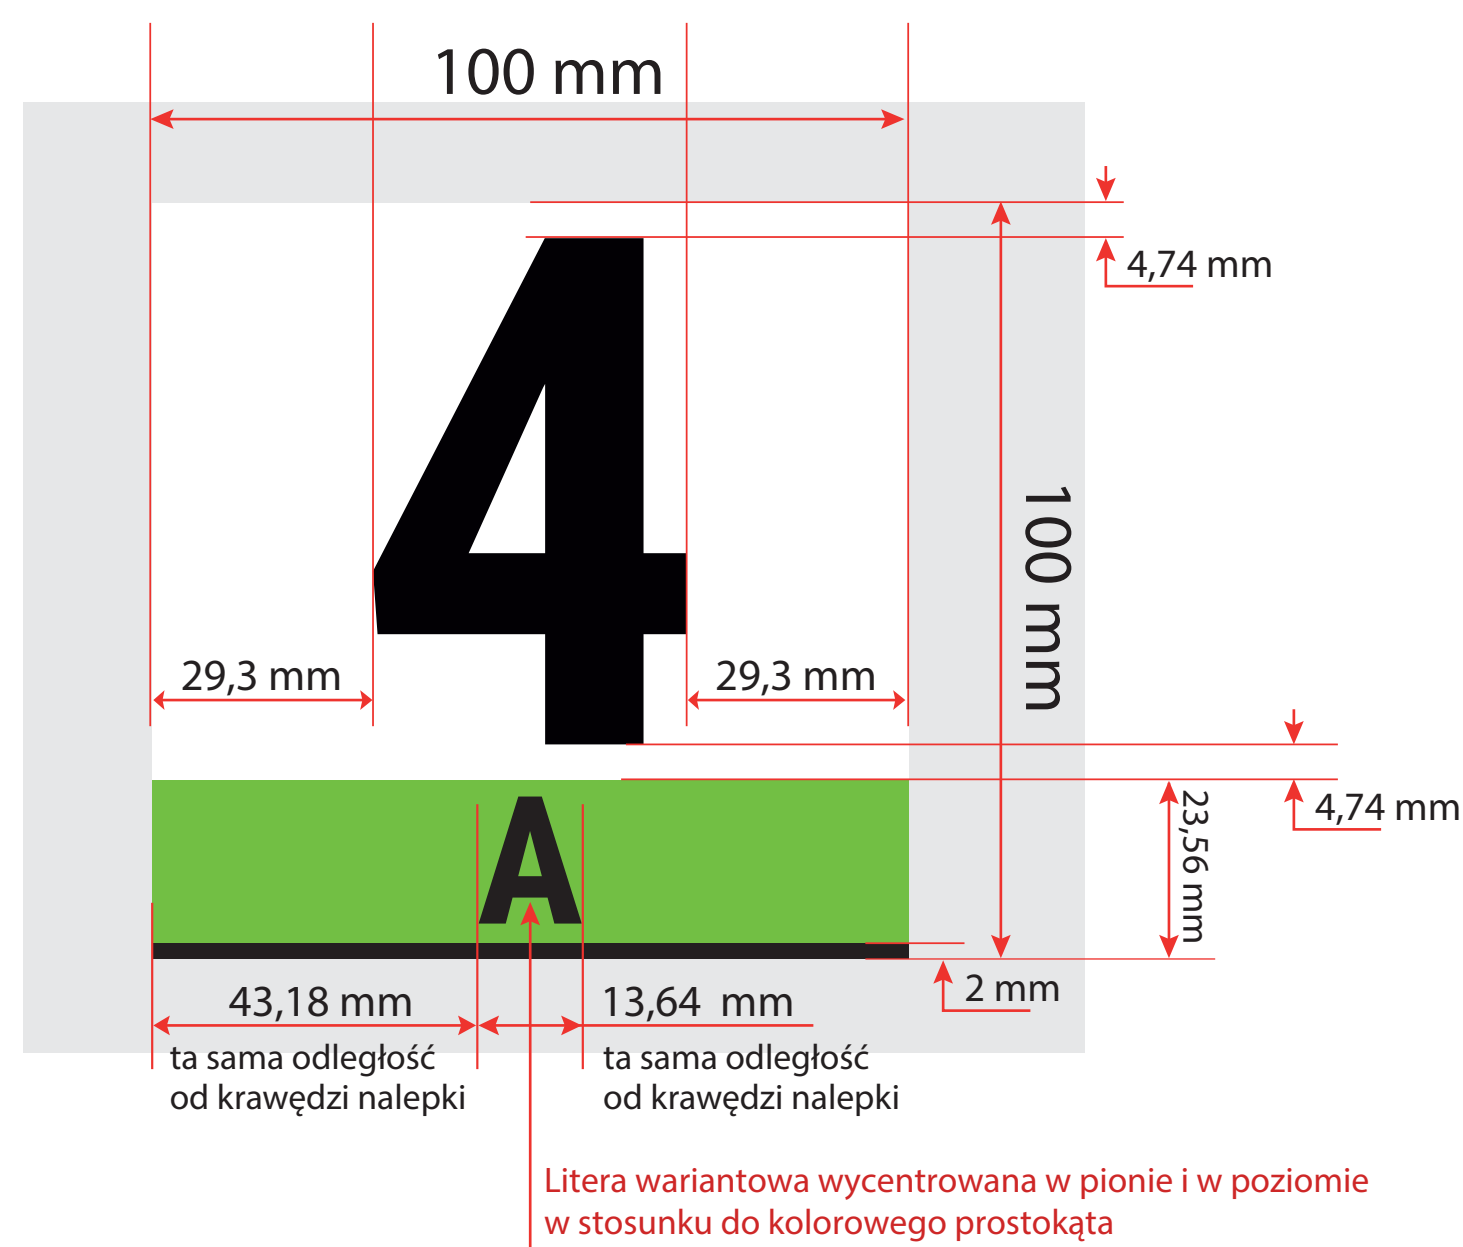 100 mm
4,74 mm
4
100 mm
29,3 mm
29,3 mm
4,74 mm
23,56 mm
A
2 mm
43,18 mm
13,64 mm
ta sama odległość
od krawędzi nalepki
ta sama odległość
od krawędzi nalepki
Litera wariantowa wycentrowana w pionie i w poziomie
w stosunku do kolorowego prostokąta